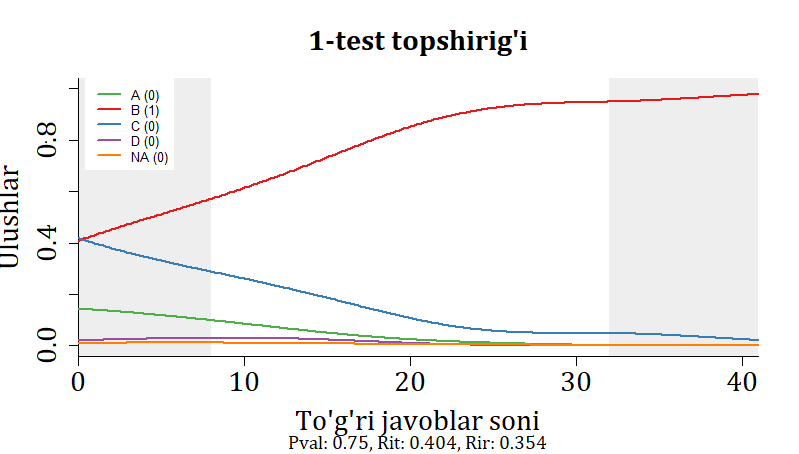 1-test topshirig'i
A (0)
B (1)
C (0)
D (0)
NA (0)
Ulushlar
0.0
0.4
0.8
0
10
20
30
40
To'g'ri javoblar soni
Pval: 0.75, Rit: 0.404, Rir: 0.354